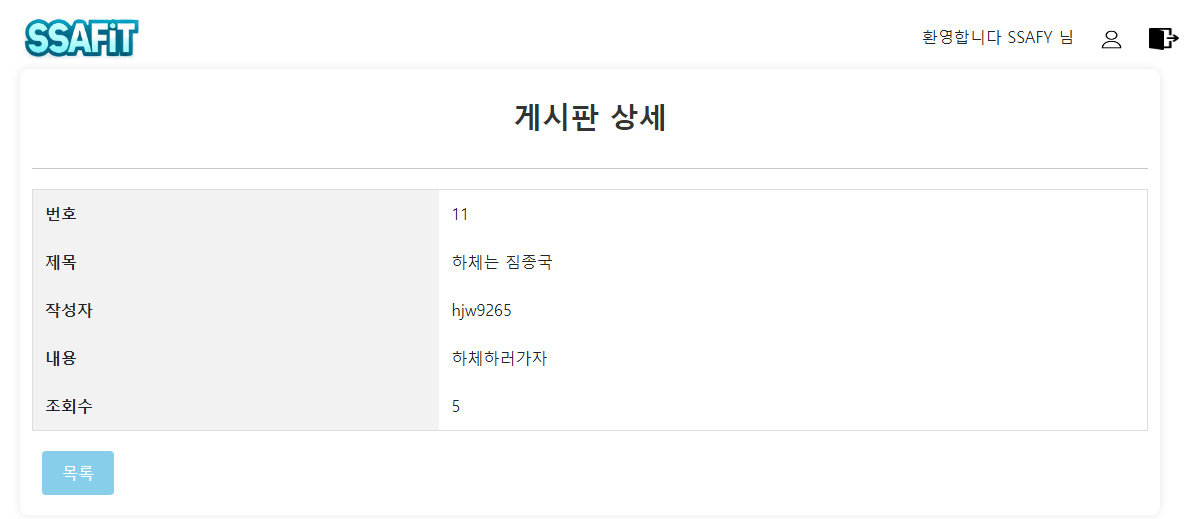 SSAFiT
환영합니다 SSAFY 님
게시판 상세
번호 11
제목 하체는 짐종국
작성자 hjw9265
내용 하체하러가자
조회수 5
목록